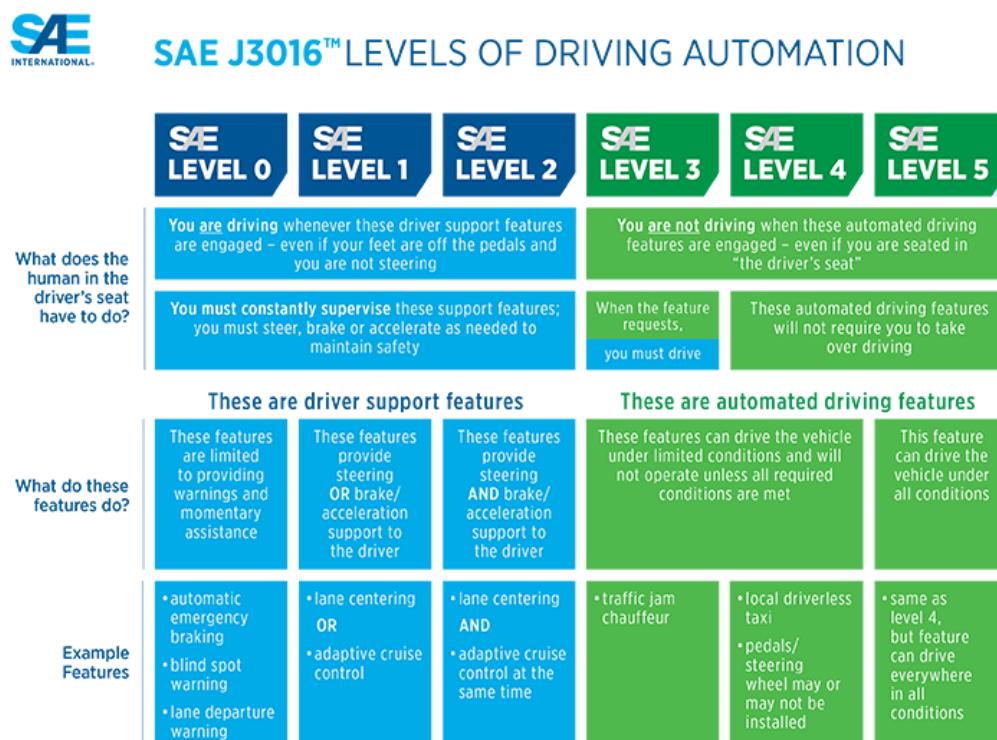 SAE
INTERNATIONAL®
SAE J3016™ LEVELS OF DRIVING AUTOMATION
SAE
LEVEL 0
SAE
LEVEL 1
SAE
LEVEL 2
SAE
LEVEL 3
SAE
LEVEL 4
SAE
LEVEL 5
What does the
human in the
driver's seat
have to do?
You are driving whenever these driver support features
are engaged – even if your feet are off the pedals and
you are not steering
You are not driving when these automated driving
features are engaged – even if you are seated in
"the driver's seat"
You must constantly supervise these support features;
you must steer, brake or accelerate as needed to
maintain safety
When the feature
requests,
you must drive
These automated driving features
will not require you to take
over driving
These are driver support features
These are automated driving features
What do these
features do?
These features
are limited
to providing
warnings and
momentary
assistance
These features
provide
steering
OR brake/
acceleration
support to
the driver
These features
provide
steering
AND brake/
acceleration
support to
the driver
These features can drive the vehicle
under limited conditions and will
not operate unless all required
conditions are met
This feature
can drive the
vehicle under
all conditions
Example
Features
• automatic
emergency
braking
• blind spot
warning
• lane departure
warning
• lane centering
OR
• adaptive cruise
control
• lane centering
AND
• adaptive cruise
control at the
same time
• traffic jam
chauffeur
• local driverless
taxi
• pedals/
steering
wheel may or
may not be
installed
• same as
level 4,
but feature
can drive
everywhere
in all
conditions